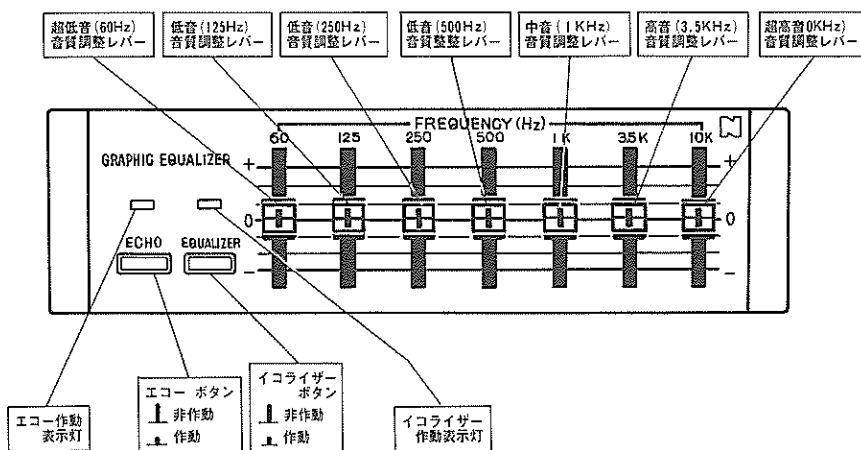 超低音(60Hz)
音質調整レバー
低音(125Hz)
音質調整レバー
低音(250Hz)
音質調整レバー
低音(500Hz)
音質整整レバー
中音(1KHz)
音質調整レバー
高音(3.5KHz)
音質調整レバー
超高音0KHz)
音質調整レバー
FREQUENCY(Hz)
60 125 250 500 1K 3.5K 10K
GRAPHIC EQUALIZER
+ +
0 0
- -
ECHO EQUALIZER
エコー作動
表示灯
エコー ボタン
非作動
作動
イコライザー
ボタン
非作動
作動
イコライザー
作動表示灯